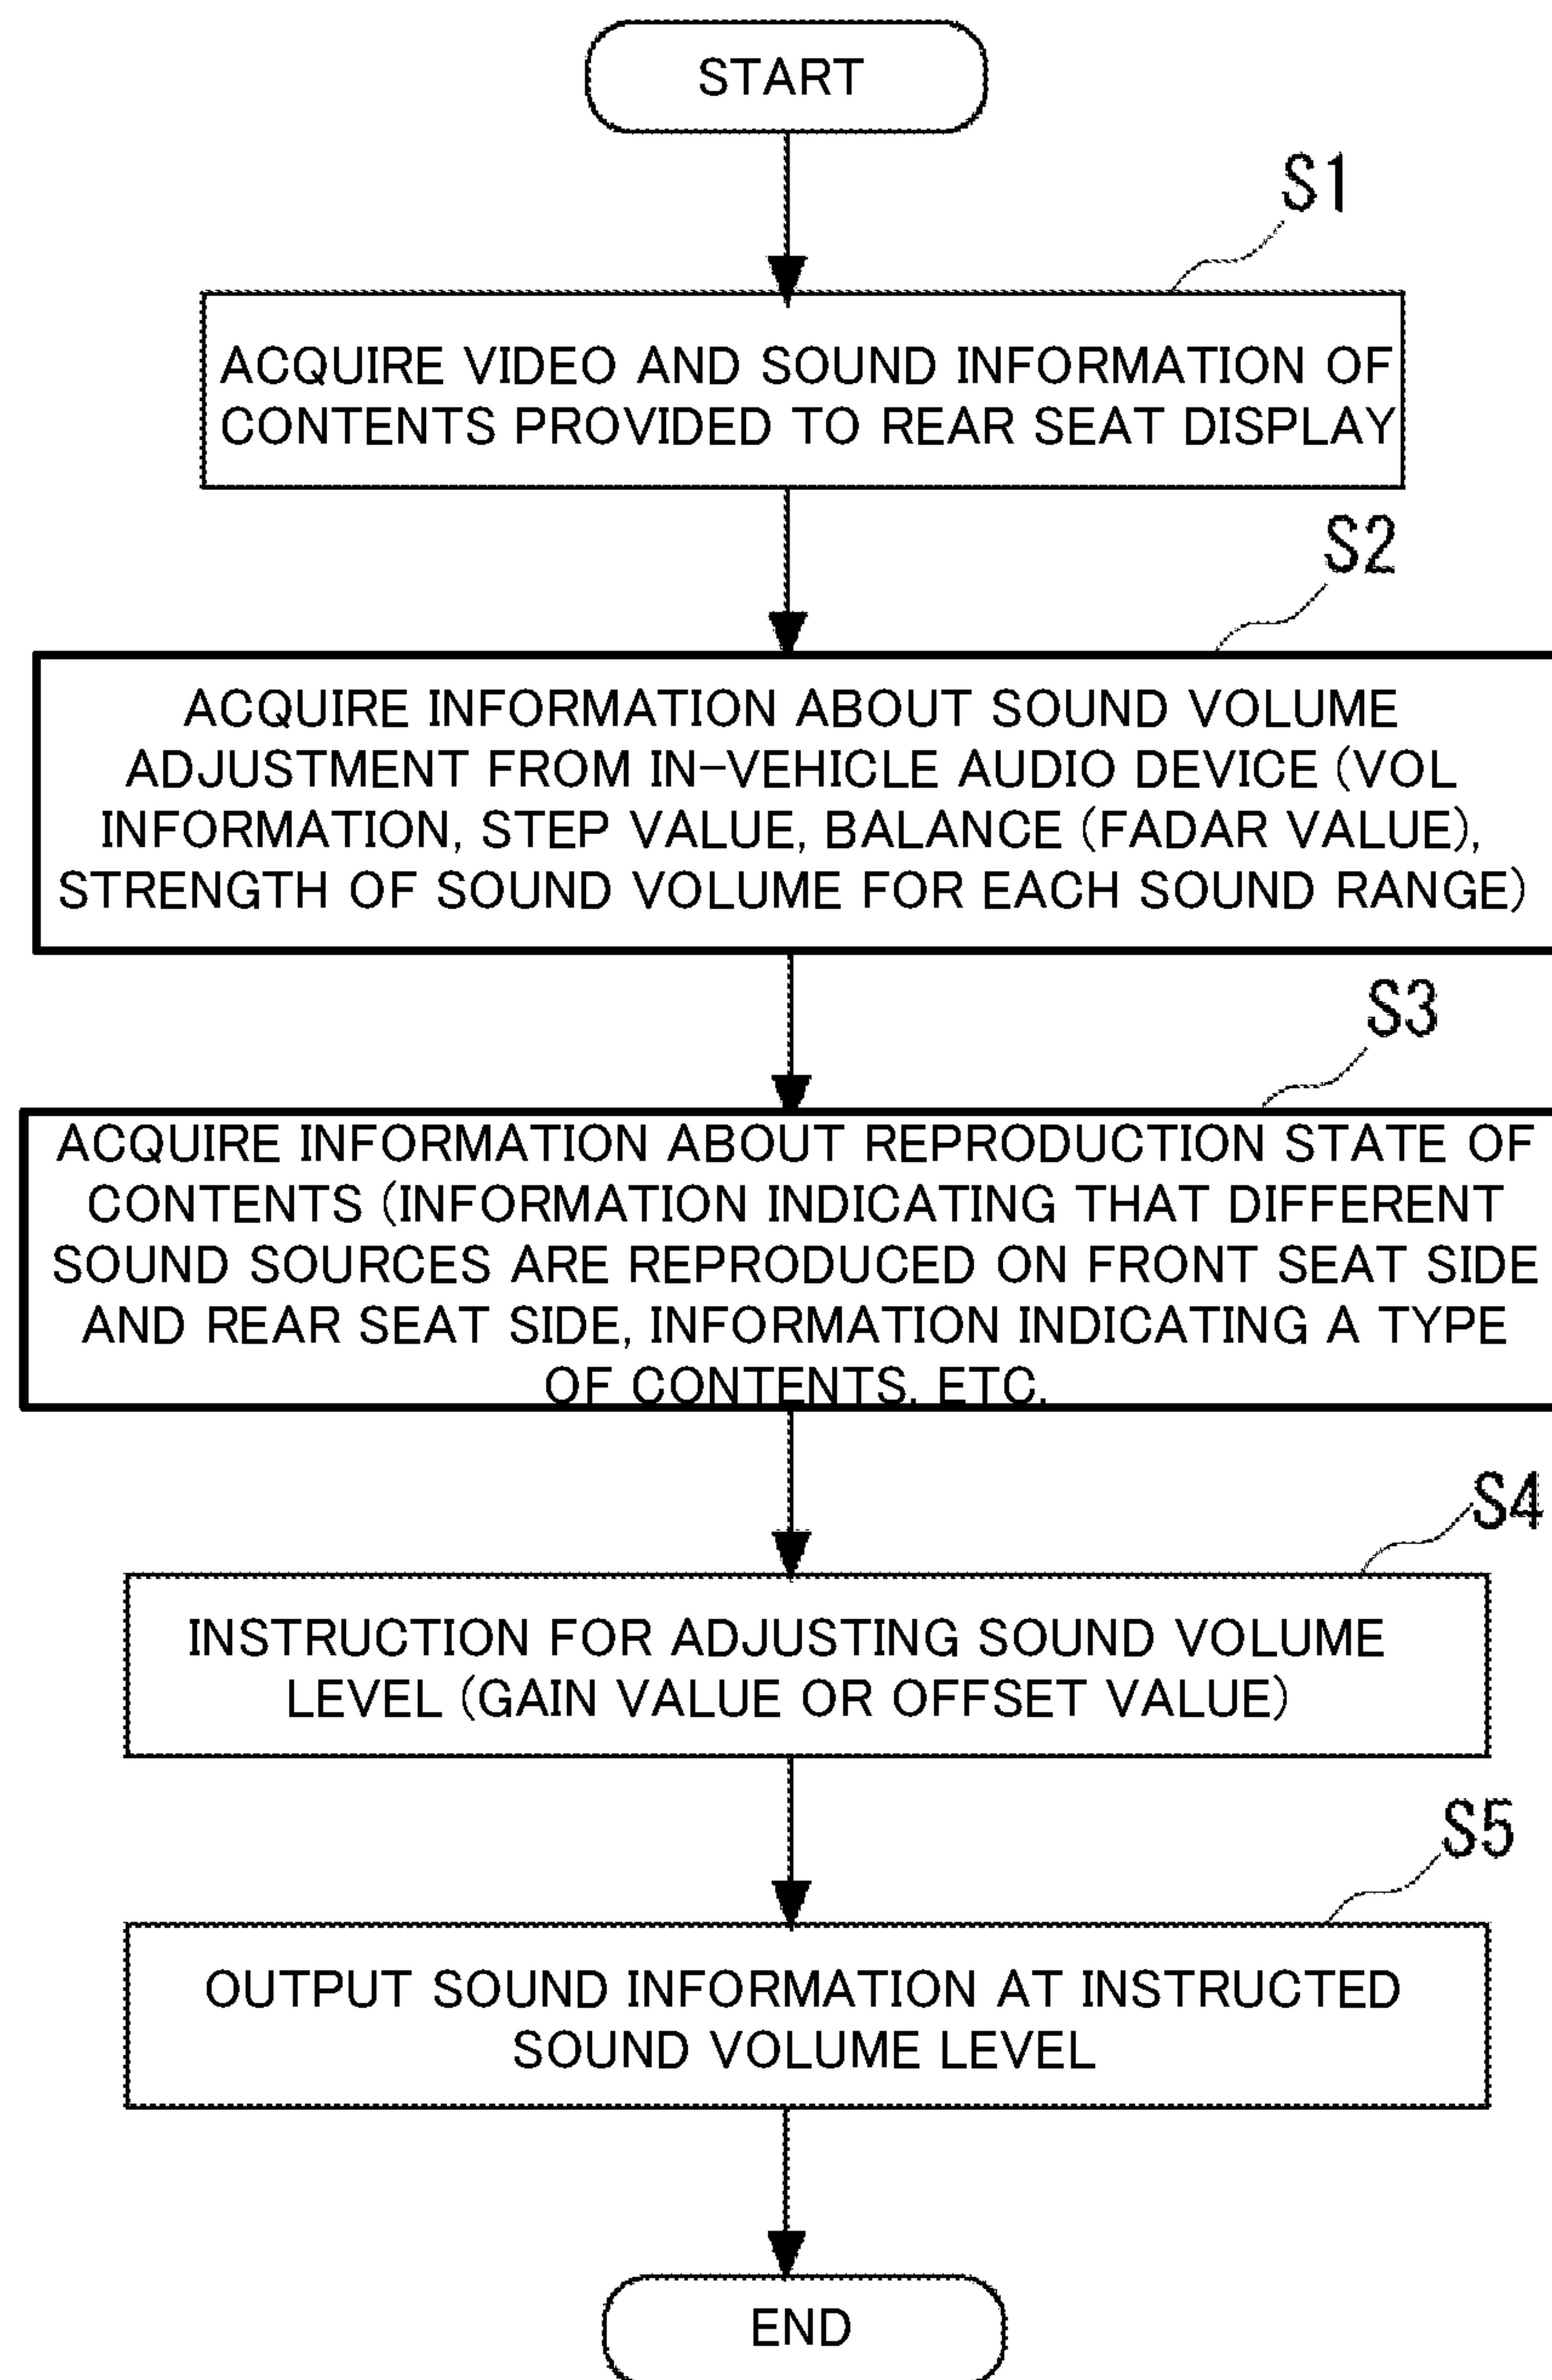 START
S1
ACQUIRE VIDEO AND SOUND INFORMATION OF
CONTENTS PROVIDED TO REAR SEAT DISPLAY
S2
ACQUIRE INFORMATION ABOUT SOUND VOLUME
ADJUSTMENT FROM IN-VEHICLE AUDIO DEVICE (VOL
INFORMATION, STEP VALUE, BALANCE (FADAR VALUE),
STRENGTH OF SOUND VOLUME FOR EACH SOUND RANGE)
S3
ACQUIRE INFORMATION ABOUT REPRODUCTION STATE OF
CONTENTS (INFORMATION INDICATING THAT DIFFERENT
SOUND SOURCES ARE REPRODUCED ON FRONT SEAT SIDE
AND REAR SEAT SIDE, INFORMATION INDICATING A TYPE
OF CONTENTS, ETC.
S4
INSTRUCTION FOR ADJUSTING SOUND VOLUME
LEVEL (GAIN VALUE OR OFFSET VALUE)
S5
OUTPUT SOUND INFORMATION AT INSTRUCTED
SOUND VOLUME LEVEL
END